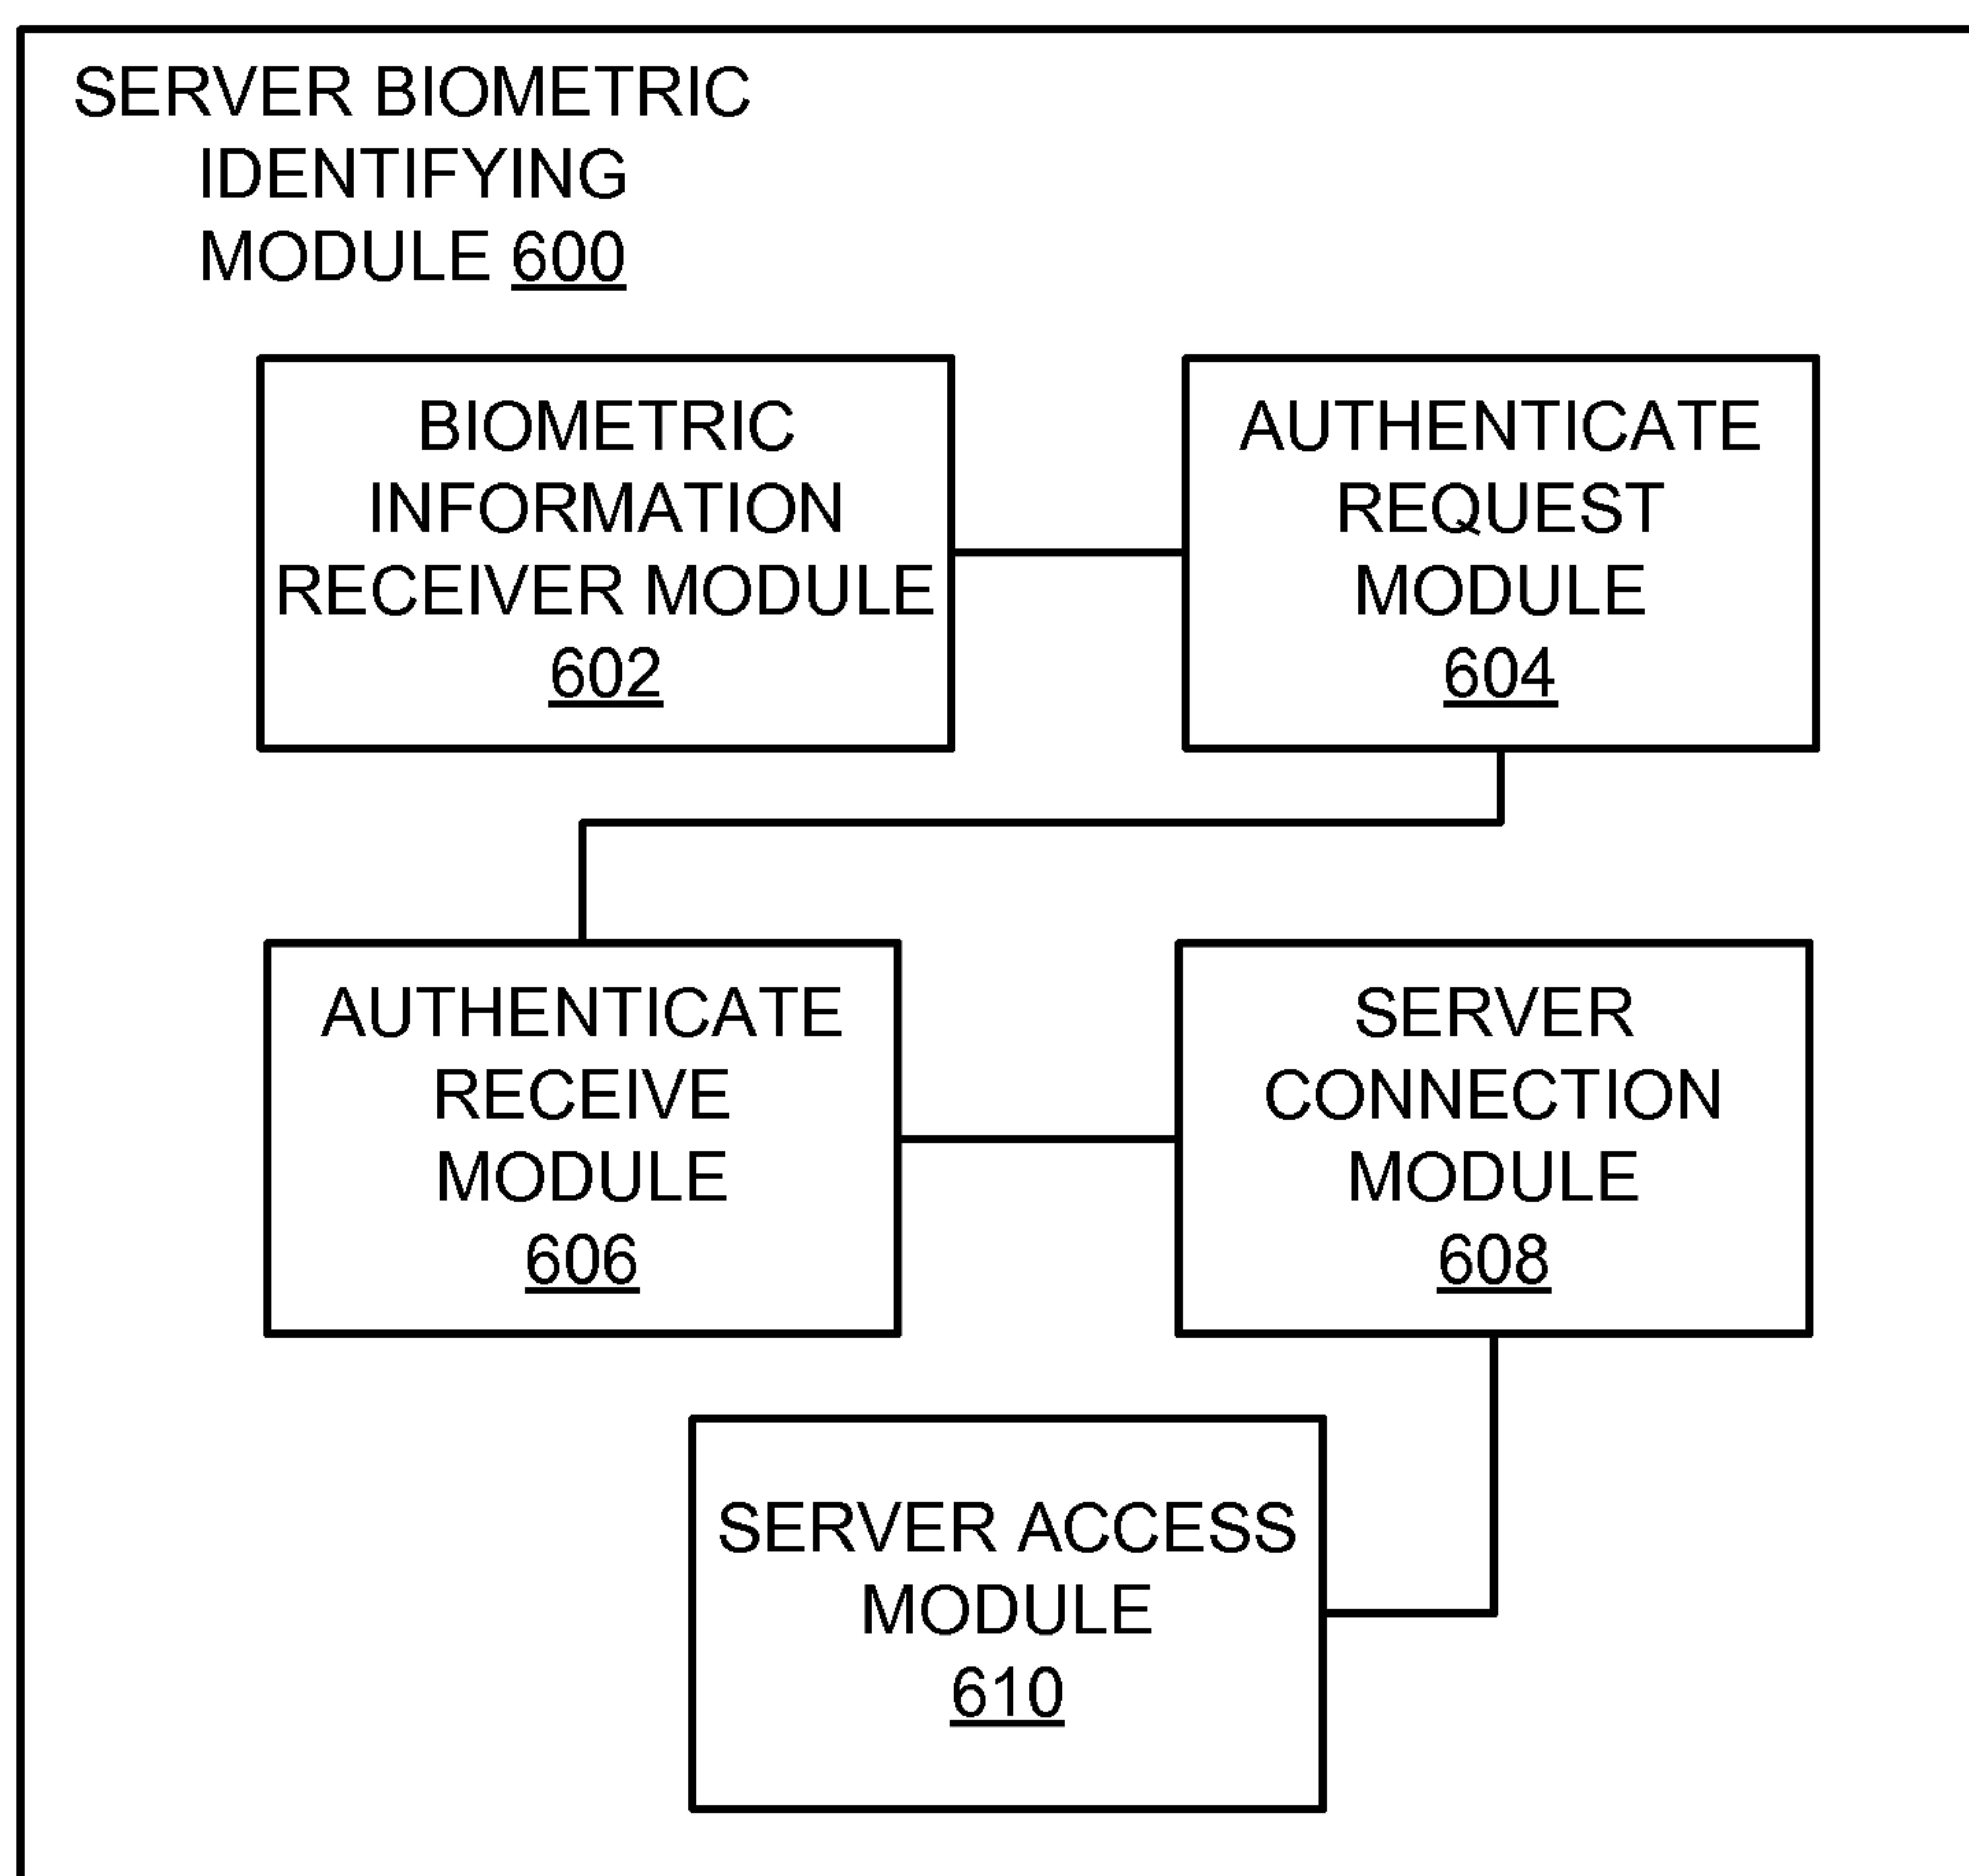 SERVER BIOMETRIC
IDENTIFYING
MODULE 600
BIOMETRIC
INFORMATION
RECEIVER MODULE
602
AUTHENTICATE
REQUEST
MODULE
604
AUTHENTICATE
RECEIVE
MODULE
606
SERVER
CONNECTION
MODULE
608
SERVER ACCESS
MODULE
610